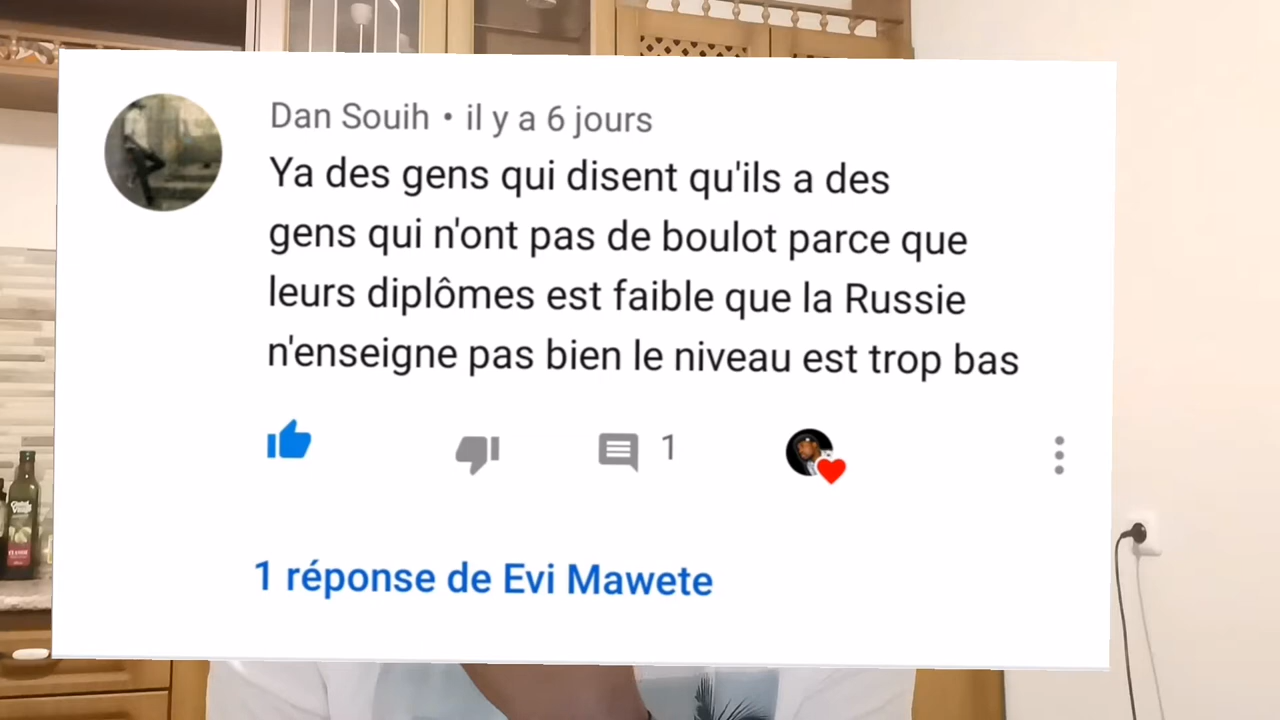 Dan Souih • il y a 6 jours
Ya des gens qui disent qu'ils a des
gens qui n'ont pas de boulot parce que
leurs diplômes est faible que la Russie
n'enseigne pas bien le niveau est trop bas
1
1 réponse de Evi Mawete